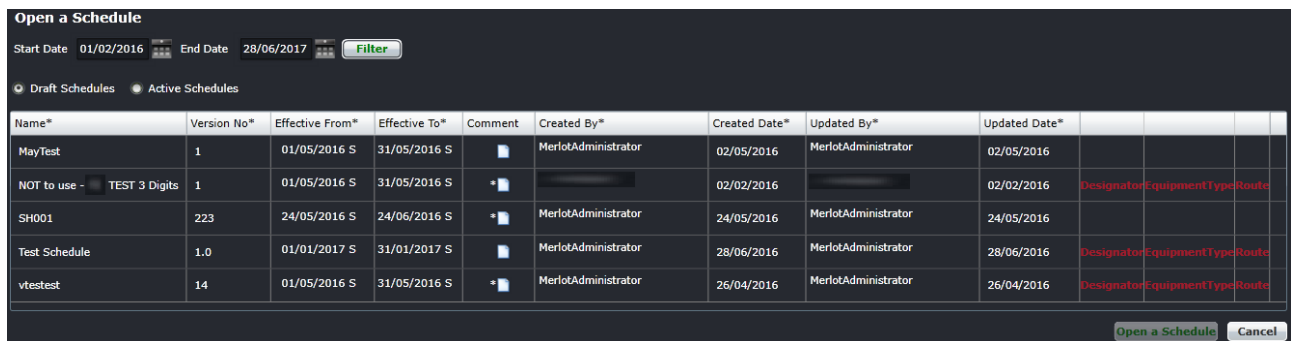 Open a Schedule
Start Date 01/02/2016 End Date 28/06/2017 Filter
Draft Schedules Active Schedules
Name* Version No* Effective From* Effective To* Comment Created By* Created Date* Updated By* Updated Date*
MayTest 1 01/05/2016 S 31/05/2016 S MerlotAdministrator 02/05/2016 MerlotAdministrator 02/05/2016
NOT to use - TEST 3 Digits 1 01/05/2016 S 31/05/2016 S * 02/02/2016 02/02/2016 Designator EquipmentType Route
SH001 223 24/05/2016 S 24/06/2016 S * MerlotAdministrator 24/05/2016 MerlotAdministrator 24/05/2016
Test Schedule 1.0 01/01/2017 S 31/01/2017 S MerlotAdministrator 28/06/2016 MerlotAdministrator 28/06/2016 Designator EquipmentType Route
vtestest 14 01/05/2016 S 31/05/2016 S * MerlotAdministrator 26/04/2016 MerlotAdministrator 26/04/2016 Designator EquipmentType Route
Open a Schedule Cancel